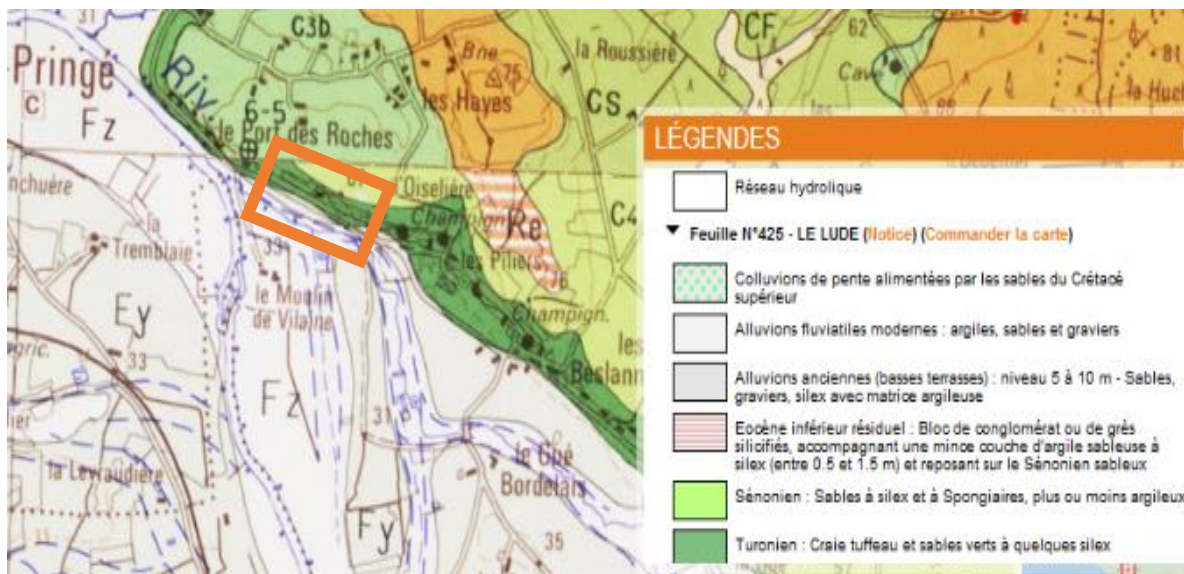 31
C3b
62
CF
Pringé
Riv
Bne
75
la Roussière
Cave
81
C
Fz
6-5
les Hayes
CS
66
la Huch
le Port des Roches
nchuère
l'Oiselière
Champign.
C4
Re
la
Tremblaie
33
les Piliers
76
le Moulin
de Vilaine
Champign.
Ey
33
les
Beslann
Fz
31
la Levraudière
le Gué
Bordelais
Fy
35
LÉGENDES
Réseau hydrolique
Feuille N°425 - LE LUDE (Notice) (Commander la carte)
Colluvions de pente alimentées par les sables du Crétacé
supérieur
Alluvions fluviatiles modernes : argiles, sables et graviers
Alluvions anciennes (basses terrasses) : niveau 5 à 10 m - Sables,
graviers, silex avec matrice argileuse
Eocène inférieur résiduel : Bloc de conglomérat ou de grès
silicifiés, accompagnant une mince couche d'argile sableuse à
silex (entre 0.5 et 1.5 m) et reposant sur le Sénonien sableux
Sénonien : Sables à silex et à Spongiaires, plus ou moins argileux
Turonien : Craie tuffeau et sables verts à quelques silex